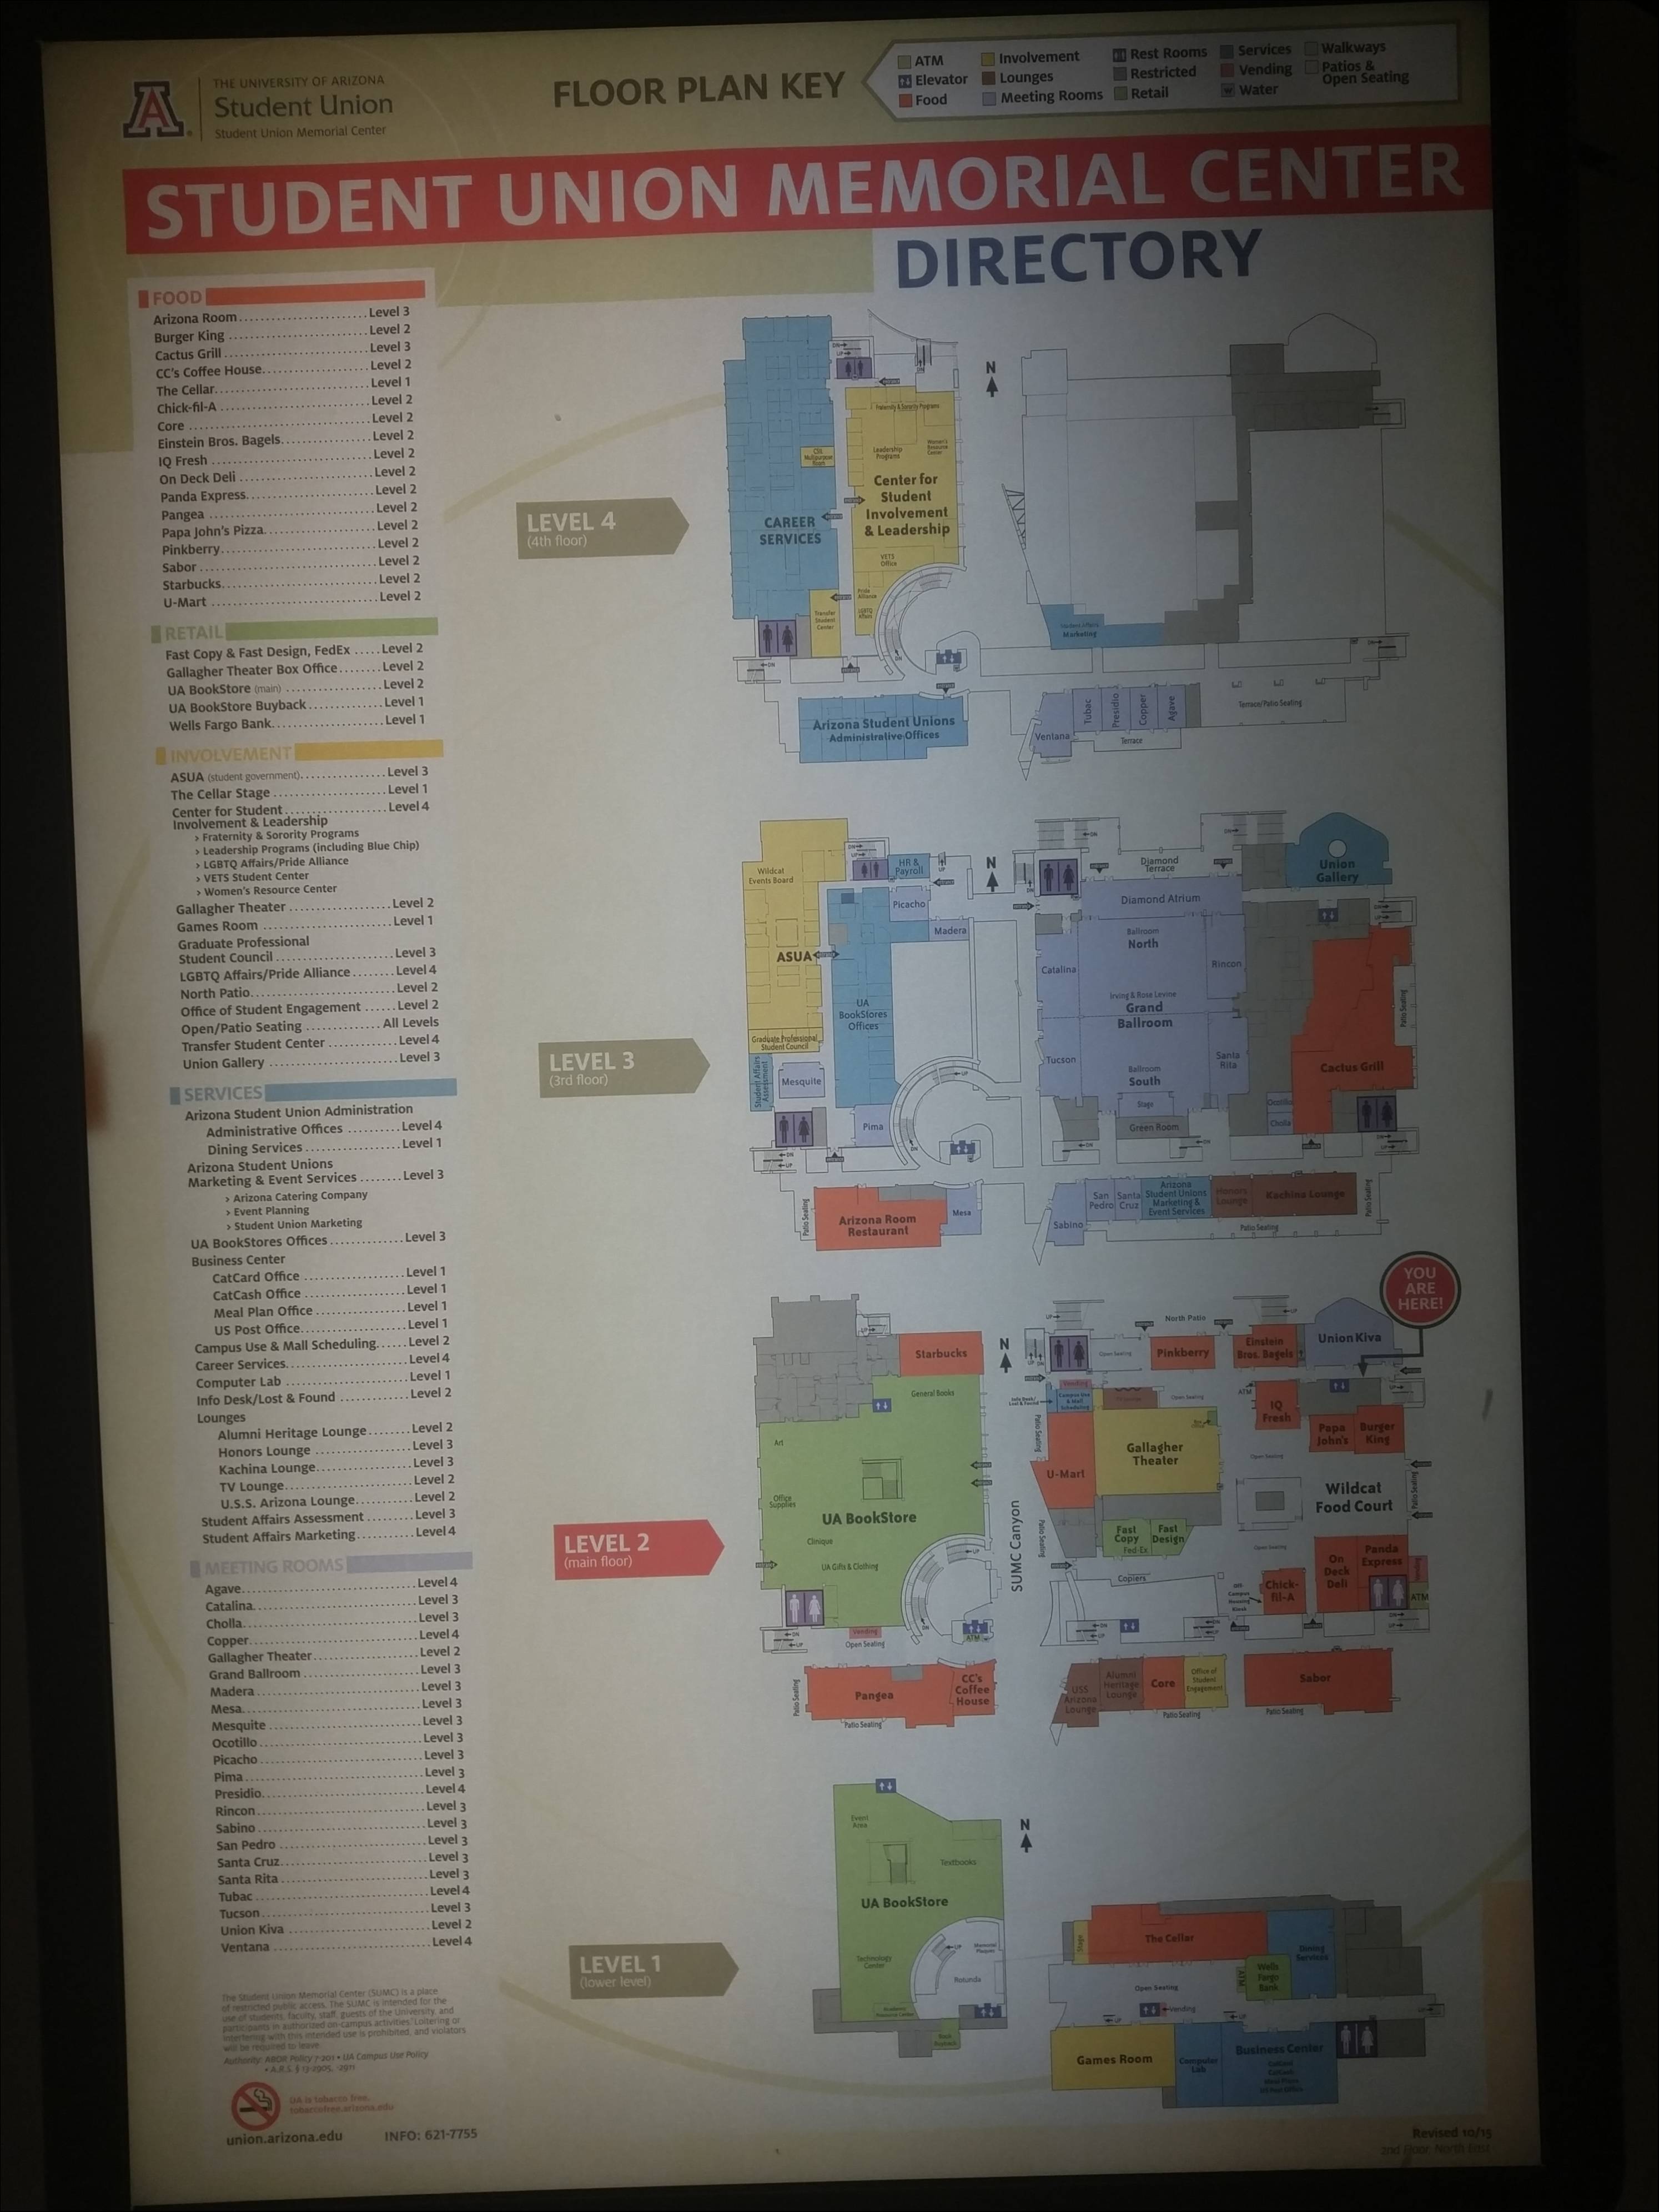 THE UNIVERSITY OF ARIZONA
Student Union
Student Union Memorial Center
FLOOR PLAN KEY
ATM
Elevator
Food
Involvement
Lounges
Meeting Rooms
Rest Rooms
Restricted
Retail
Services
Vending
Water
Walkways
Patios &
Open Seating
STUDENT UNION MEMORIAL CENTER
DIRECTORY
FOOD
Arizona Room Level 3
Burger King Level 2
Cactus Grill Level 3
CC's Coffee House Level 2
The Cellar Level 1
Chick-fil-A Level 2
Core Level 2
Einstein Bros. Bagels Level 2
IQ Fresh Level 2
On Deck Deli Level 2
Panda Express Level 2
Pangea Level 2
Papa John's Pizza Level 2
Pinkberry Level 2
Sabor Level 2
Starbucks Level 2
U-Mart Level 2
RETAIL
Fast Copy & Fast Design, FedEx Level 2
Gallagher Theater Box Office Level 2
UA BookStore (main) Level 2
UA BookStore Buyback Level 1
Wells Fargo Bank Level 1
INVOLVEMENT
ASUA (student government) Level 3
The Cellar Stage Level 1
Center for Student Level 4
Involvement & Leadership
> Fraternity & Sorority Programs
> Leadership Programs (including Blue Chip)
> LGBTQ Affairs/Pride Alliance
> VETS Student Center
> Women's Resource Center
Gallagher Theater Level 2
Games Room Level 1
Graduate Professional
Student Council Level 3
LGBTQ Affairs/Pride Alliance Level 4
North Patio Level 2
Office of Student Engagement Level 2
Open/Patio Seating All Levels
Transfer Student Center Level 4
Union Gallery Level 3
SERVICES
Arizona Student Union Administration
Administrative Offices Level 4
Dining Services Level 1
Arizona Student Unions
Marketing & Event Services Level 3
> Arizona Catering Company
> Event Planning
> Student Union Marketing
UA BookStores Offices Level 3
Business Center
CatCard Office Level 1
CatCash Office Level 1
Meal Plan Office Level 1
US Post Office Level 1
Campus Use & Mall Scheduling Level 2
Career Services Level 4
Computer Lab Level 1
Info Desk/Lost & Found Level 2
Lounges
Alumni Heritage Lounge Level 2
Honors Lounge Level 3
Kachina Lounge Level 3
TV Lounge Level 2
U.S.S. Arizona Lounge Level 2
Student Affairs Assessment Level 3
Student Affairs Marketing Level 4
MEETING ROOMS
Agave Level 4
Catalina Level 3
Cholla Level 3
Copper Level 4
Gallagher Theater Level 2
Grand Ballroom Level 3
Madera Level 3
Mesa Level 3
Mesquite Level 3
Ocotillo Level 3
Picacho Level 3
Pima Level 3
Presidio Level 4
Rincon Level 3
Sabino Level 3
San Pedro Level 3
Santa Cruz Level 3
Santa Rita Level 3
Tubac Level 4
Tucson Level 3
Union Kiva Level 2
Ventana Level 4
The Student Union Memorial Center (SUMC) is a place
of restricted public access. The SUMC is intended for the
use of students, faculty, staff, guests of the University, and
participants in authorized on-campus activities. Loitering or
interfering with this intended use is prohibited, and violators
will be required to leave.
UA is tobacco free.
tobaccofree.arizona.edu
union.arizona.edu INFO: 621-7755
LEVEL 4
(4th floor)
N
Fraternity & Sorority Programs
Leadership
Programs
Women's
Resource
Center
Center for
Student
Involvement
& Leadership
CAREER
SERVICES
VETS
Office
Pride
Alliance
LGBTQ
Affairs
Transfer
Student
Center
Student Affairs
Marketing
Arizona Student Unions
Administrative Offices
Ventana
Tubac
Presidio
Copper
Agave
Terrace
Terrace/Patio Seating
LEVEL 3
(3rd floor)
N
Wildcat
Events Board
HR &
Payroll
Picacho
Madera
ASUA
UA
BookStores
Offices
Graduate Professional
Student Council
Student Affairs
Assessment
Mesquite
Pima
Diamond
Terrace
Diamond Atrium
Union
Gallery
Ballroom
North
Catalina
Rincon
Irving & Rose Levine
Grand
Ballroom
Tucson
Santa
Rita
Ballroom
South
Stage
Green Room
Ocotillo
Cholla
Cactus Grill
Patio Seating
Patio Seating
Arizona Room
Restaurant
Mesa
Sabino
San
Pedro
Santa
Cruz
Arizona
Student Unions
Marketing &
Event Services
Honors
Lounge
Kachina Lounge
Patio Seating
Patio Seating
YOU
ARE
HERE!
LEVEL 2
(main floor)
N
Starbucks
General Books
Art
Office
Supplies
UA BookStore
Clinique
UA Gifts & Clothing
Vending
Open Seating
ATM
Patio Seating
Pangea
CC's
Coffee
House
Patio Seating
SUMC Canyon
North Patio
Open Seating
Pinkberry
Einstein
Bros. Bagels
Union Kiva
Vending
Info Desk/
Lost & Found
Campus Use
& Mall
Scheduling
Open Seating
ATM
IQ
Fresh
Papa
John's
Burger
King
Patio Seating
U-Mart
Gallagher
Theater
Open Seating
Wildcat
Food Court
Patio Seating
Patio Seating
Fast
Copy
Fast
Design
Fed-Ex
Copiers
Open Seating
Chick-
fil-A
On
Deck
Deli
Panda
Express
ATM
USS
Arizona
Lounge
Alumni
Heritage
Lounge
Core
Office of
Student
Engagement
Sabor
Patio Seating
Patio Seating
LEVEL 1
(lower level)
N
Event
Area
Textbooks
UA BookStore
Technology
Center
Memorial
Plaques
Rotunda
Stage
The Cellar
Dining
Services
Wells
Fargo
Bank
ATM
Open Seating
Vending
Games Room
Computer
Lab
Business Center
Revised 10/15
2nd Floor, North East